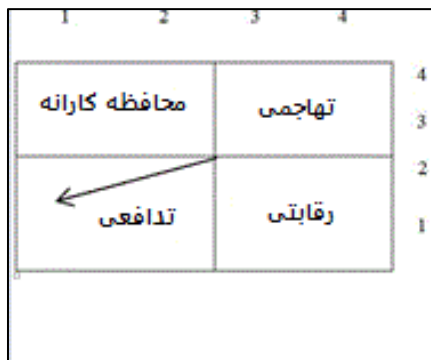 1 2 3 4
محافظه کارانه
تهاجمی
تدافعی
رقابتی
4
3
2
1